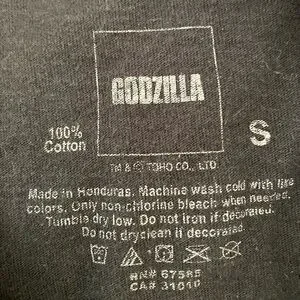 GODZILLA
100%
Cotton
S
TM & © TOHO CO., LTD
Made in Honduras. Machine wash cold with like
colors. Only non-chlorine bleach when needed.
Tumble dry low. Do not iron if decorated.
Do not dryclean if decorated.
RN# 67585
CA# 31010